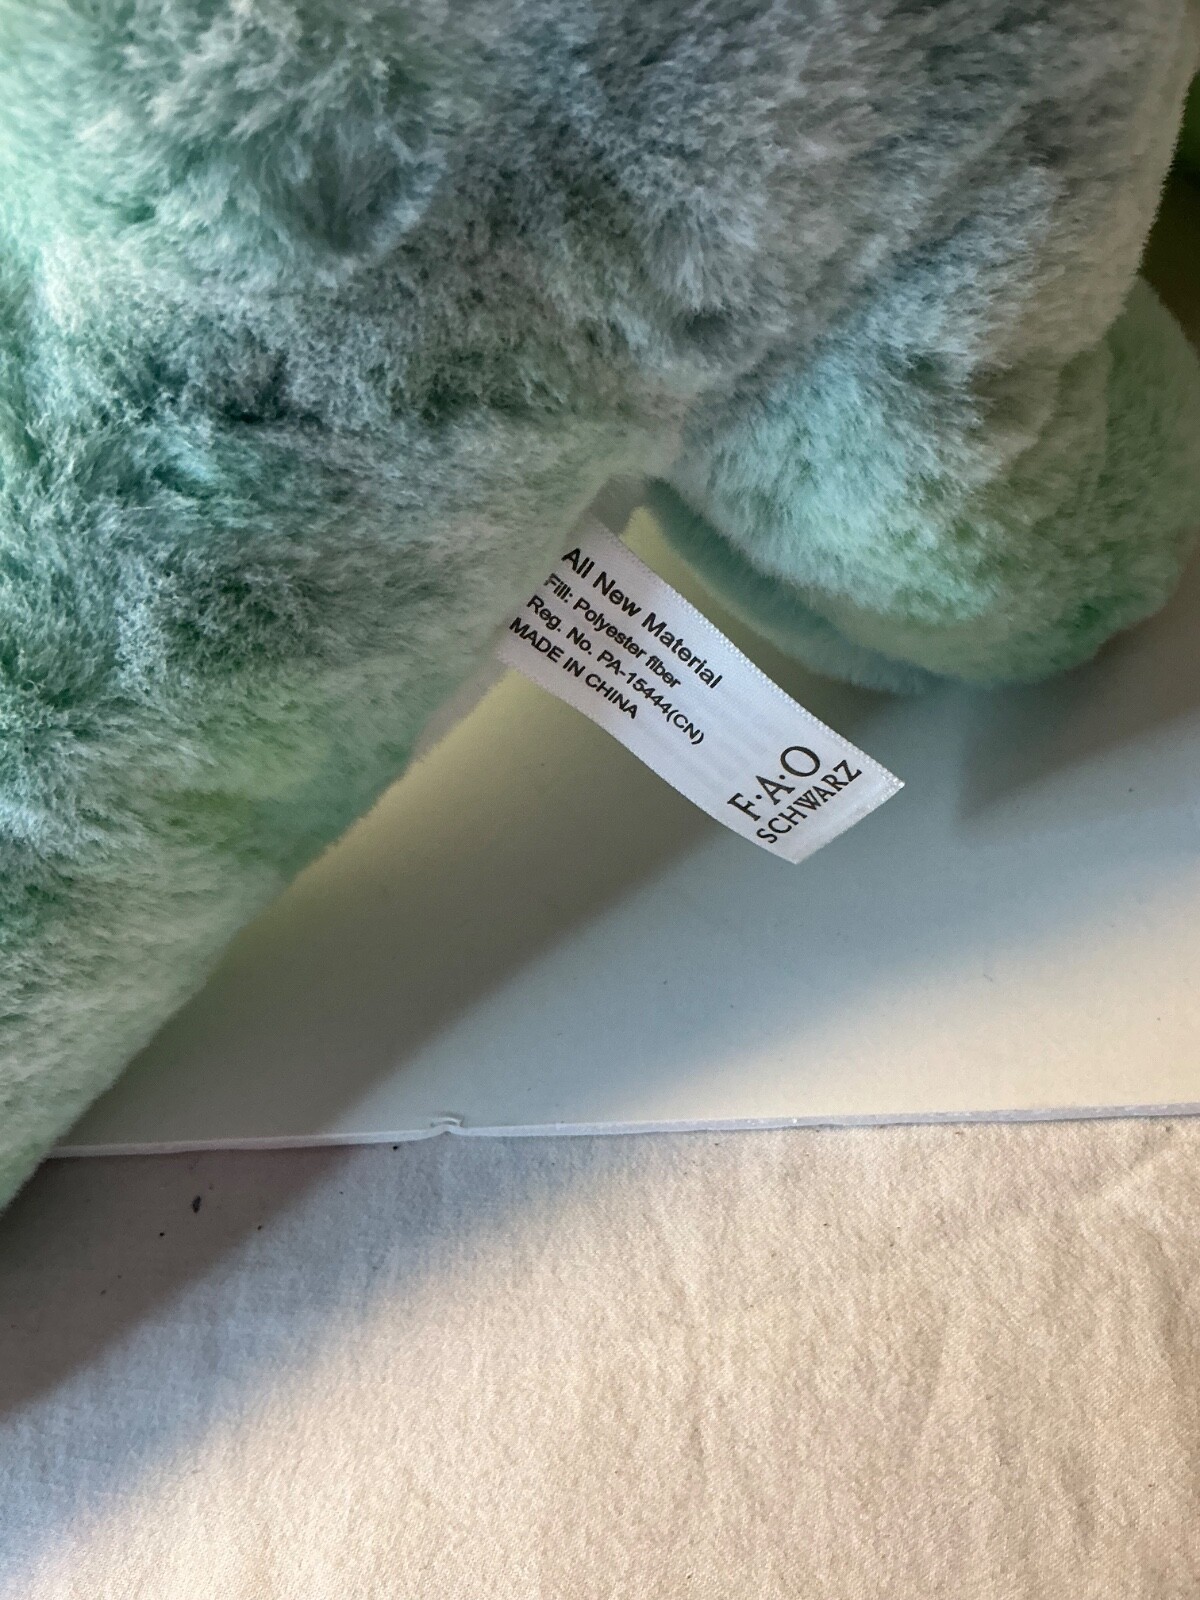 All New Material
Fill: Polyester fiber
Reg. No. PA-15444(CN)
MADE IN CHINA
F·A·O
SCHWARZ